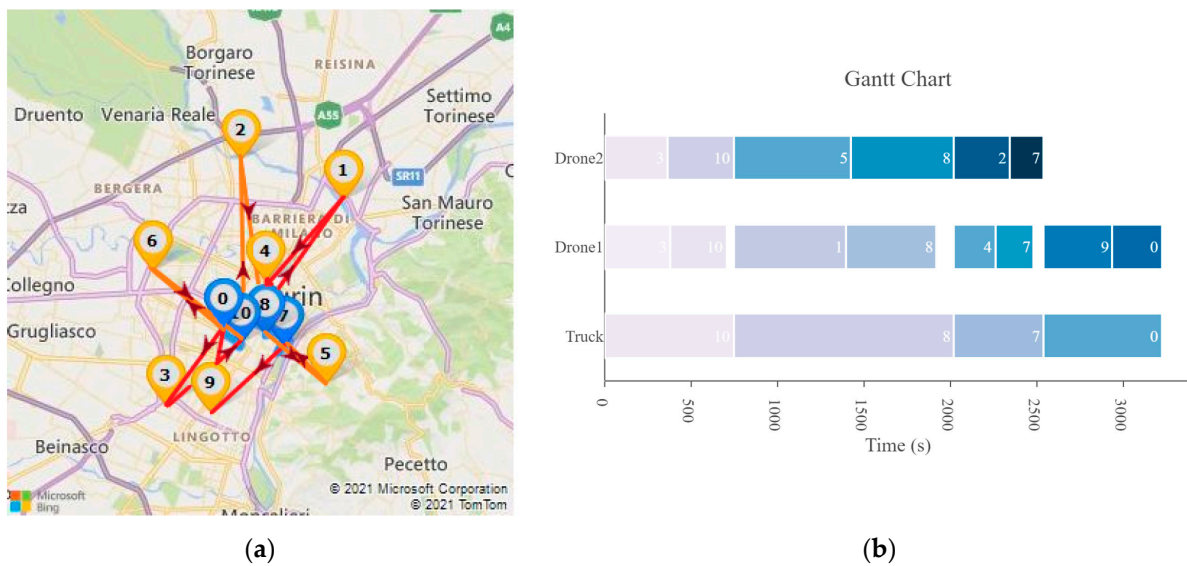 A4
Borgaro
Torinese
REISINA
Druento
Venaria Reale
A55
Settimo
Torinese
2
1
SR11
BERGERA
San Mauro
Torinese
BARRIERA DI
MILANO
6
4
Collegno
0
8
urin
10
7
Grugliasco
5
3
9
LINGOTTO
Beinasco
Pecetto
Moncalieri
Microsoft
Bing
© 2021 Microsoft Corporation
© 2021 TomTom
(a)
Gantt Chart
Drone2 3 10 5 8 2 7
Drone1 3 10 1 8 4 7 9 0
Truck 10 8 7 0
0 500 1000 1500 2000 2500 3000
Time (s)
(b)